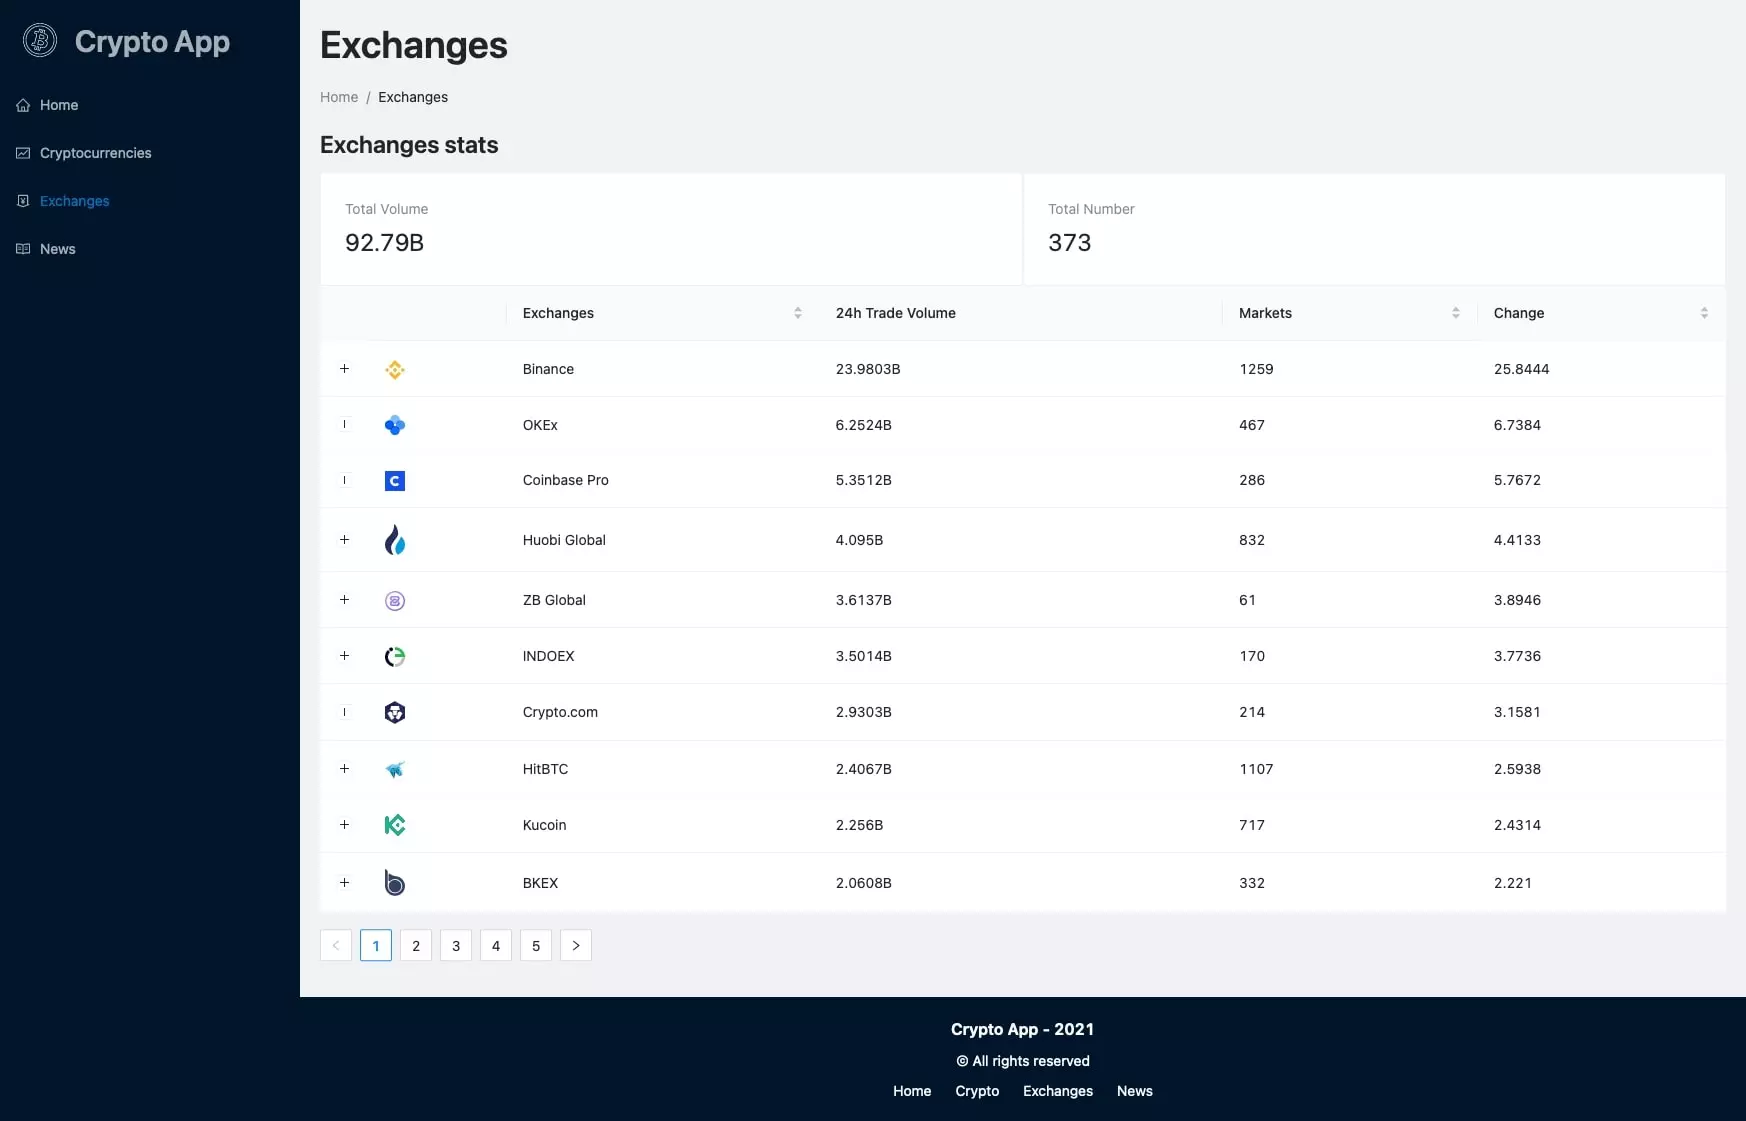 Crypto App
Home
Cryptocurrencies
Exchanges
News
Exchanges
Home / Exchanges
Exchanges stats
Total Volume
92.79B
Total Number
373
Exchanges 24h Trade Volume Markets Change
+ Binance 23.9803B 1259 25.8444
OKEx 6.2524B 467 6.7384
Coinbase Pro 5.3512B 286 5.7672
+ Huobi Global 4.095B 832 4.4133
+ ZB Global 3.6137B 61 3.8946
+ INDOEX 3.5014B 170 3.7736
Crypto.com 2.9303B 214 3.1581
+ HitBTC 2.4067B 1107 2.5938
+ Kucoin 2.256B 717 2.4314
+ BKEX 2.0608B 332 2.221
< 1 2 3 4 5 >
Crypto App - 2021
© All rights reserved
Home Crypto Exchanges News